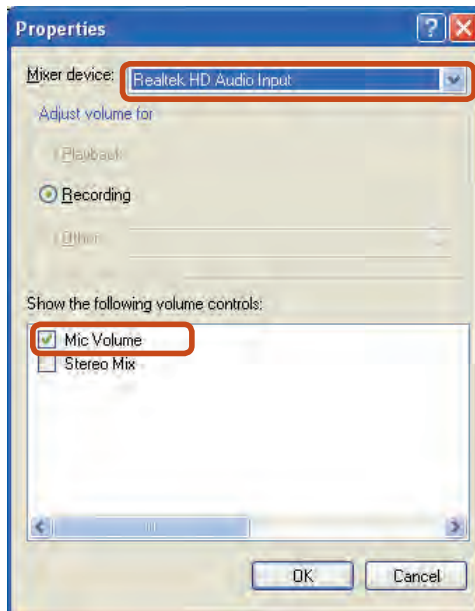 Properties
Mixer device: Realtek HD Audio Input
Adjust volume for
Playback
Recording
Other
Show the following volume controls:
Mic Volume
Stereo Mix
OK Cancel